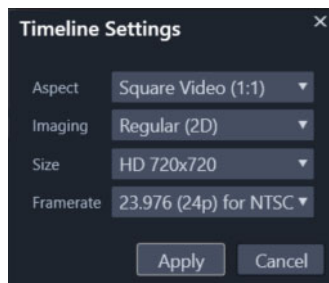 Timeline Settings
Aspect Square Video (1:1)
Imaging Regular (2D)
Size HD 720x720
Framerate 23.976 (24p) for NTSC
Apply Cancel